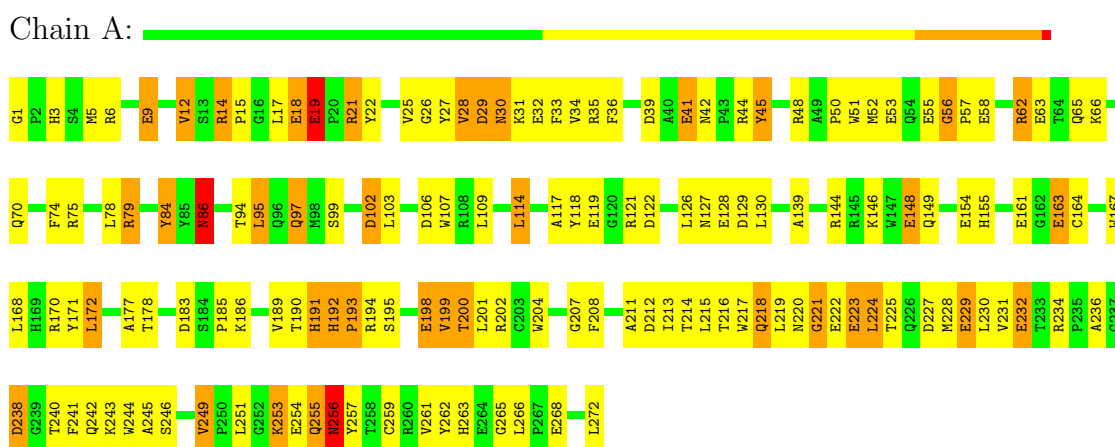 Chain A:
G1 P2 H3 S4 M5 R6 E9 V12 S13 R14 P15 G16 L17 E18 E19 P20 R21 Y22 V25 G26 Y27 V28 D29 N30 K31 E32 F33 V34 R35 F36 D39 A40 E41 N42 P43 R44 Y45 R48 A49 P50 W51 M52 E53 Q54 E55 G56 P57 E58 R62 E63 T64 Q65 K66
Q70 F74 R75 L78 R79 Y84 Y85 N86 T94 L95 Q96 Q97 M98 S99 D102 L103 D106 W107 R108 L109 L114 A117 Y118 E119 G120 R121 D122 L126 N127 E128 D129 L130 A139 R144 R145 K146 W147 E148 Q149 E154 H155 E161 G162 E163 C164 W167
L168 H169 R170 Y171 L172 A177 T178 D183 S184 P185 K186 V189 T190 H191 H192 P193 R194 S195 E198 V199 T200 L201 R202 C203 W204 G207 F208 A211 D212 I213 T214 L215 T216 W217 Q218 L219 N220 G221 E222 E223 L224 T225 Q226 D227 M228 E229 L230 V231 E232 T233 R234 P235 A236 G237
D238 G239 T240 F241 Q242 K243 W244 A245 S246 V249 P250 L251 G252 K253 E254 Q255 N256 Y257 T258 C259 R260 V261 Y262 H263 E264 G265 L266 P267 E268 L272